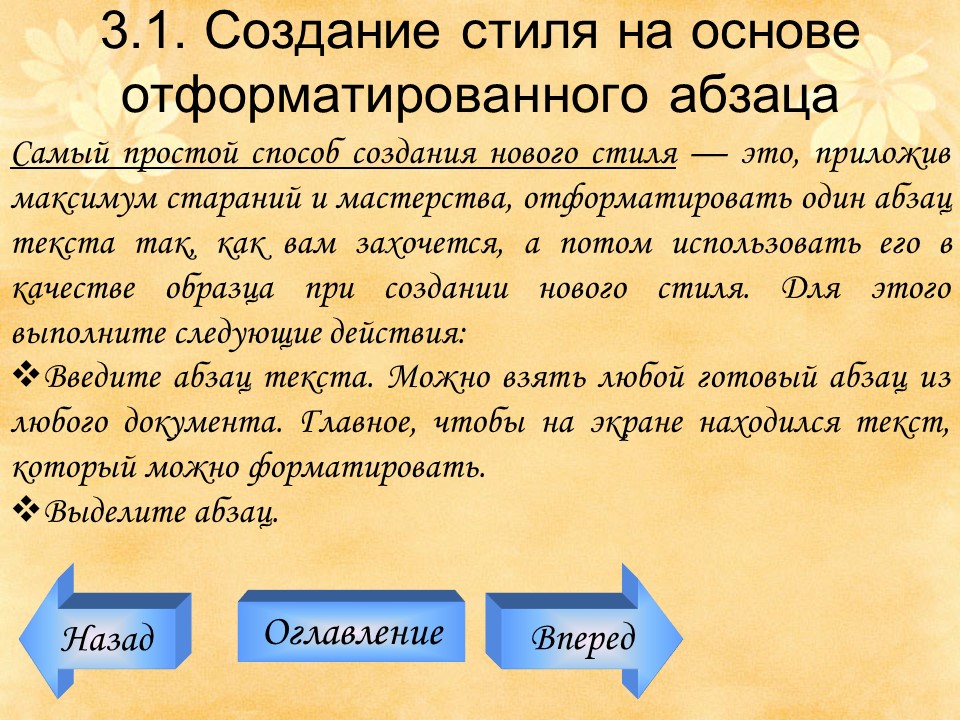 3.1. Создание стиля на основе
отформатированного абзаца
Самый простой способ создания нового стиля — это, приложив
максимум стараний и мастерства, отформатировать один абзац
текста так, как вам захочется, а потом использовать его в
качестве образца при создании нового стиля. Для этого
выполните следующие действия:
❖Введите абзац текста. Можно взять любой готовый абзац из
любого документа. Главное, чтобы на экране находился текст,
который можно форматировать.
❖Выделите абзац.
Назад Оглавление Вперед